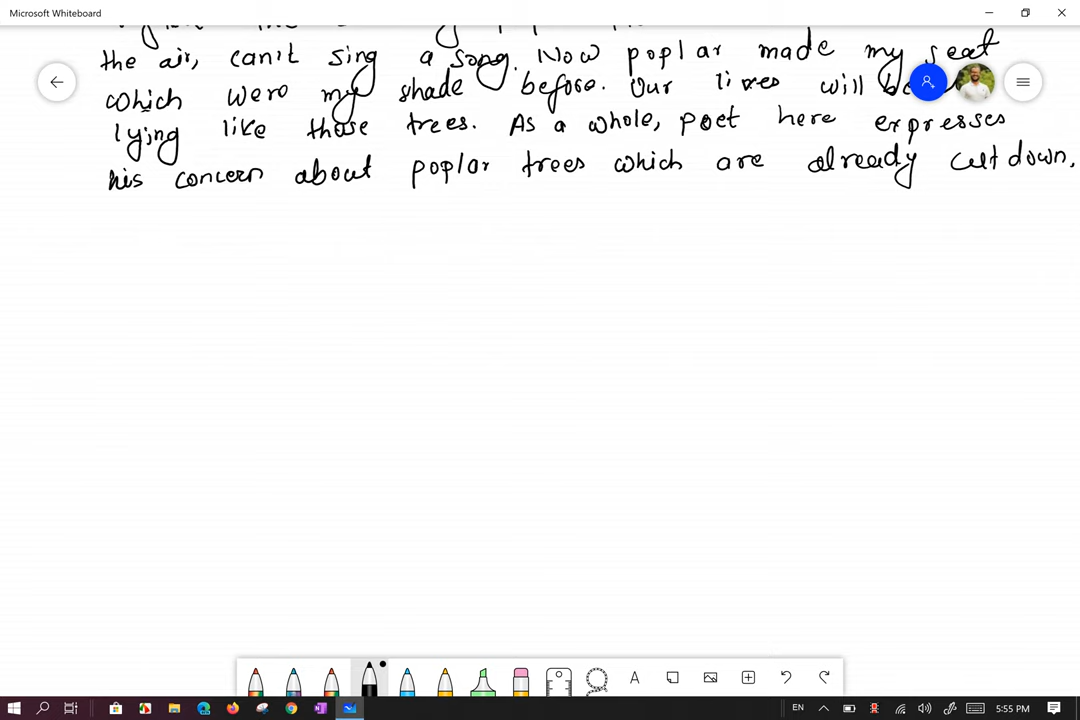 Microsoft Whiteboard
the air, can't sing a song. Now poplar made my seat
which were my shade before. Our lives will be
lying like those trees. As a whole, poet here expresses
his concern about poplar trees which are already cut down.
EN 5:55 PM